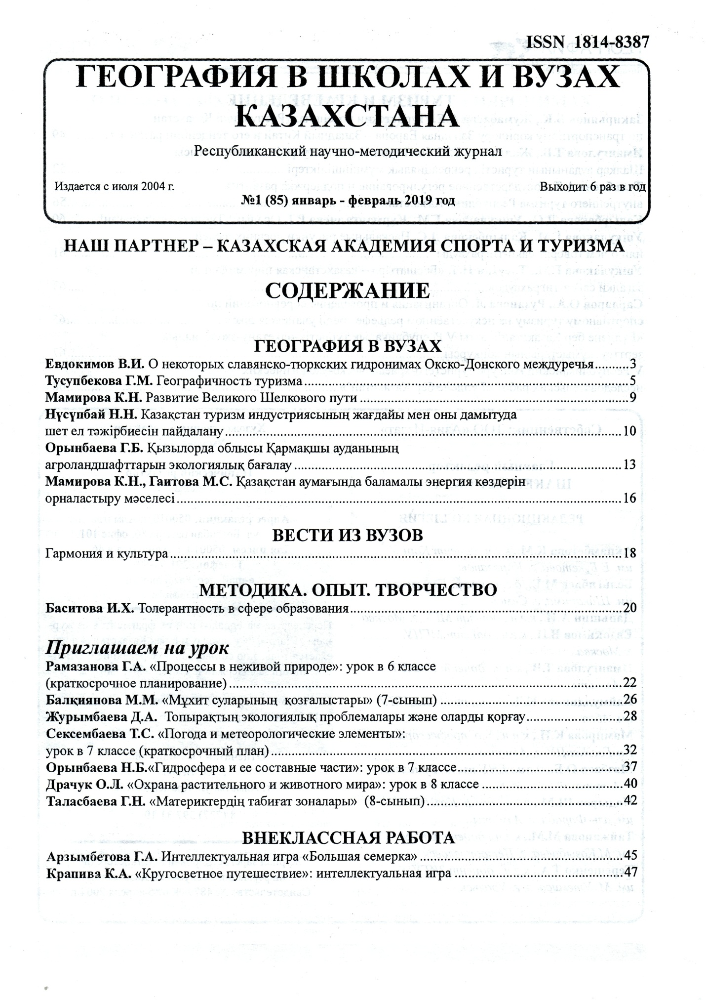 ISSN 1814-8387
ГЕОГРАФИЯ В ШКОЛАХ И ВУЗАХ
КАЗАХСТАНА
Республиканский научно-методический журнал
Издается с июля 2004 г. Выходит 6 раз в год
№1 (85) январь - февраль 2019 год
НАШ ПАРТНЕР – КАЗАХСКАЯ АКАДЕМИЯ СПОРТА И ТУРИЗМА
СОДЕРЖАНИЕ
ГЕОГРАФИЯ В ВУЗАХ
Евдокимов В.И. О некоторых славянско-тюркских гидронимах Окско-Донского междуречья..........3
Тусупбекова Г.М. Географичность туризма..........5
Мамирова К.Н. Развитие Великого Шелкового пути..........9
Нүсүпбай Н.Н. Казақстан туризм индустриясының жағдайы мен оны дамытуда
шет ел тәжірбиесін пайдалану..........10
Орынбаева Г.Б. Қызылорда облысы Қармақшы ауданының
агроландшафттарын экологиялық бағалау..........13
Мамирова К.Н., Гаитова М.С. Қазақстан аумағында баламалы энергия көздерін
орналастыру мәселесі..........16
ВЕСТИ ИЗ ВУЗОВ
Гармония и культура..........18
МЕТОДИКА. ОПЫТ. ТВОРЧЕСТВО
Баситова И.Х. Толерантность в сфере образования..........20
Приглашаем на урок
Рамазанова Г.А. «Процессы в неживой природе»: урок в 6 классе
(краткосрочное планирование)..........22
Балқиянова М.М. «Мұхит суларының қозғалыстары» (7-сынып)..........26
Журымбаева Д.А. Топырақтың экологиялық проблемалары және оларды қорғау..........28
Сексембаева Т.С. «Погода и метеорологические элементы»:
урок в 7 классе (краткосрочный план)..........32
Орынбаева Н.Б.«Гидросфера и ее составные части»: урок в 7 классе..........37
Драчук О.Л. «Охрана растительного и животного мира»: урок в 8 классе..........40
Таласбаева Г.Н. «Материктердің табиғат зоналары» (8-сынып)..........42
ВНЕКЛАССНАЯ РАБОТА
Арзымбетова Г.А. Интеллектуальная игра «Большая семерка»..........45
Крапива К.А. «Кругосветное путешествие»: интеллектуальная игра..........47